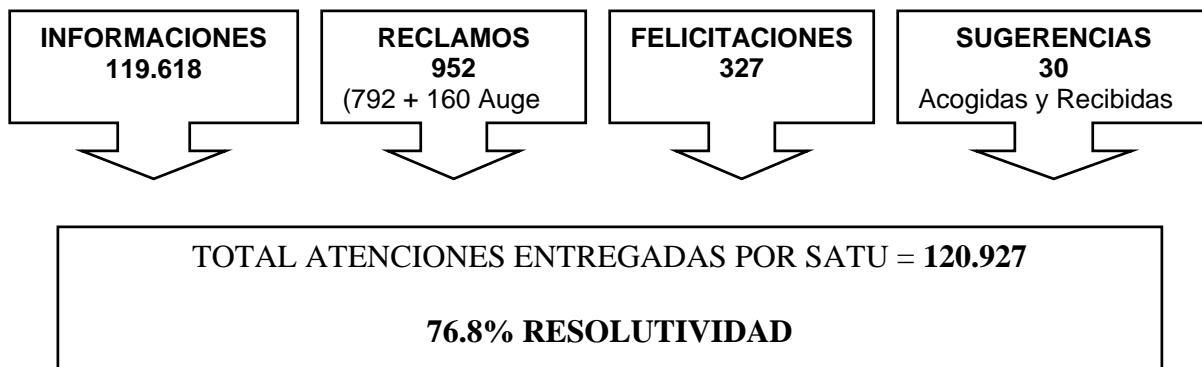 INFORMACIONES
119.618
RECLAMOS
952
(792 + 160 Auge
FELICITACIONES
327
SUGERENCIAS
30
Acogidas y Recibidas
TOTAL ATENCIONES ENTREGADAS POR SATU = 120.927
76.8% RESOLUTIVIDAD